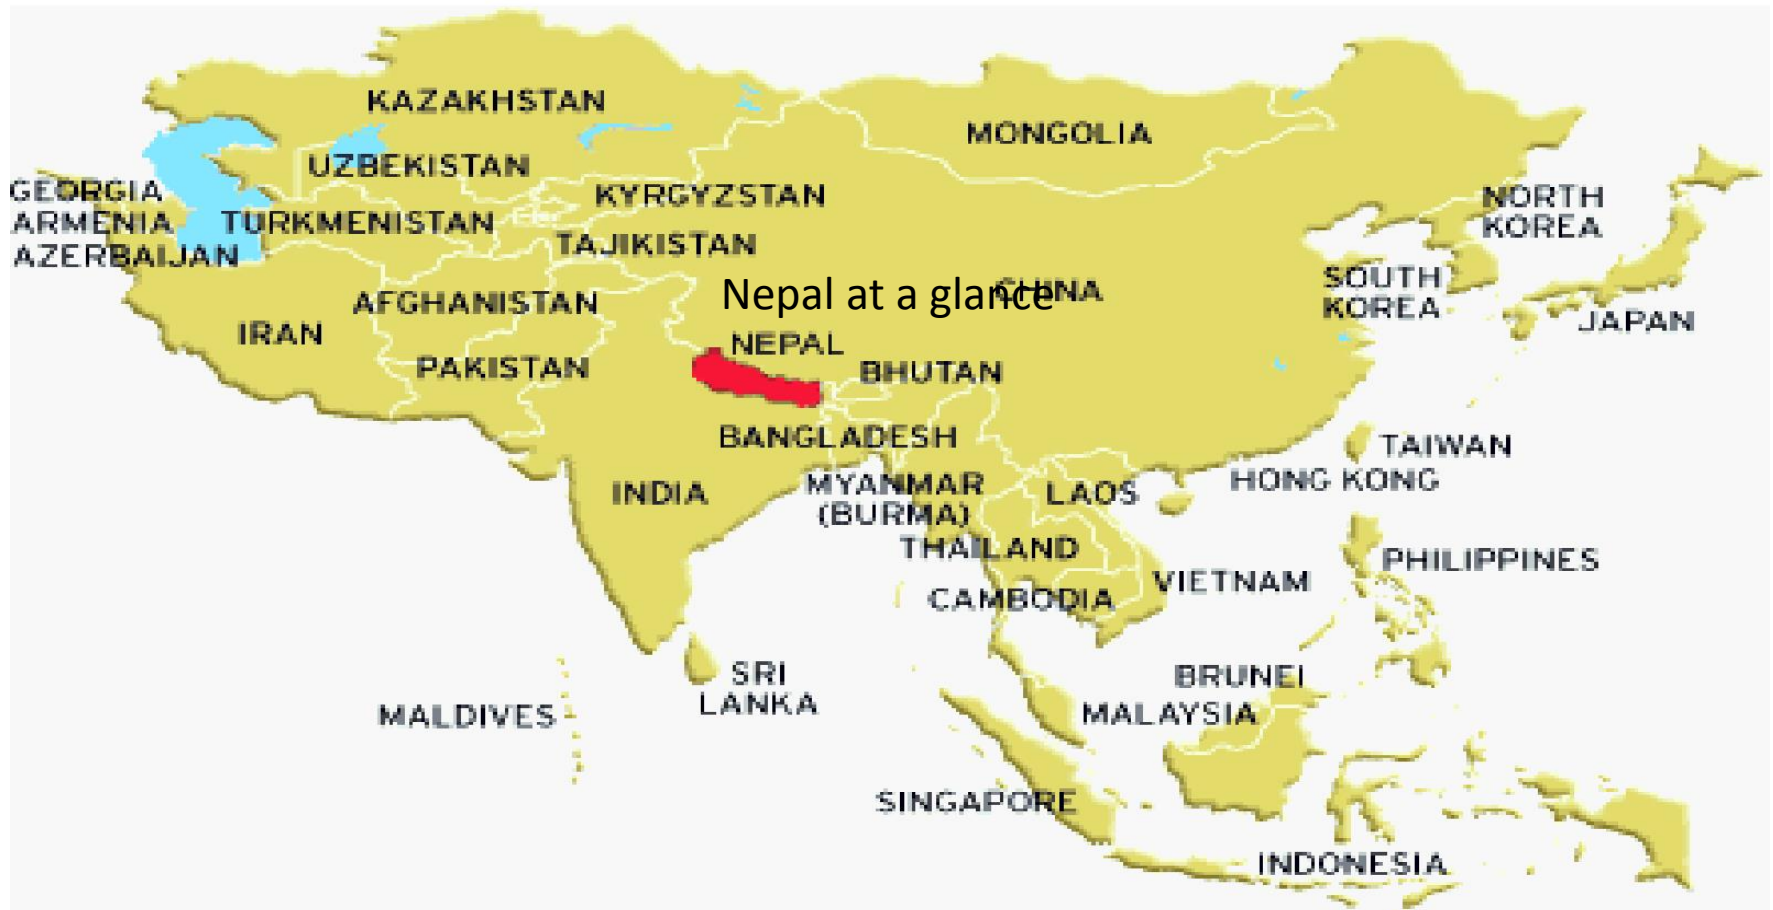 KAZAKHSTAN
MONGOLIA
UZBEKISTAN
GEORGIA
KYRGYZSTAN
NORTH
KOREA
ARMENIA
TURKMENISTAN
AZERBAIJAN
TAJIKISTAN
Nepal at a glance
CHINA
SOUTH
KOREA
AFGHANISTAN
IRAN
JAPAN
NEPAL
PAKISTAN
BHUTAN
BANGLADESH
TAIWAN
INDIA
MYANMAR
(BURMA)
LAOS
HONG KONG
THAILAND
PHILIPPINES
VIETNAM
CAMBODIA
SRI
LANKA
BRUNEI
MALDIVES
MALAYSIA
SINGAPORE
INDONESIA